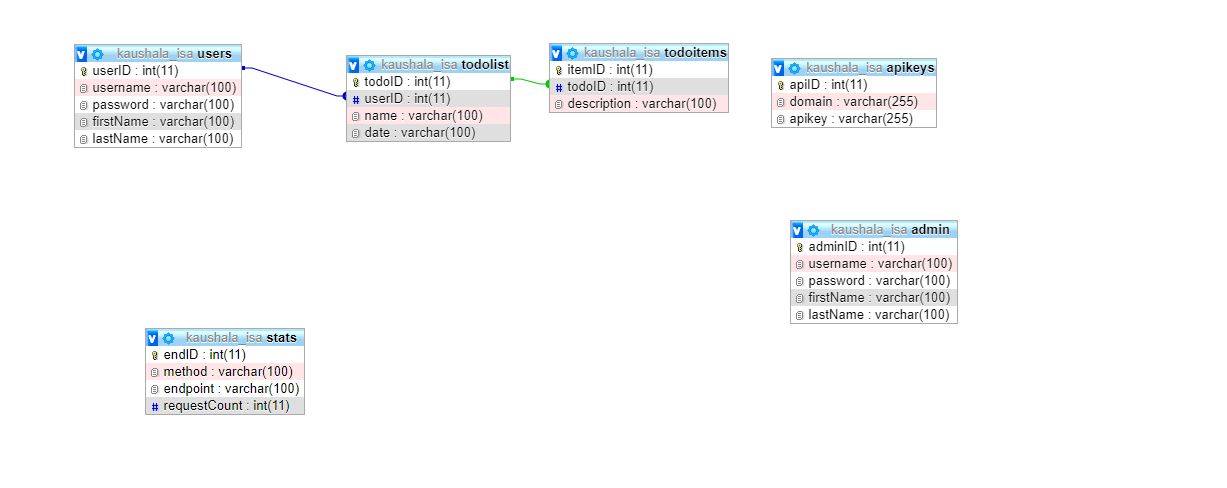 kaushala_isa users
userID : int(11)
username : varchar(100)
password : varchar(100)
firstName : varchar(100)
lastName : varchar(100)
kaushala_isa todolist
todoID : int(11)
userID : int(11)
name : varchar(100)
date : varchar(100)
kaushala_isa todoitems
itemID : int(11)
todoID : int(11)
description : varchar(100)
kaushala_isa apikeys
apiID : int(11)
domain : varchar(255)
apikey : varchar(255)
kaushala_isa admin
adminID : int(11)
username : varchar(100)
password : varchar(100)
firstName : varchar(100)
lastName : varchar(100)
kaushala_isa stats
endID : int(11)
method : varchar(100)
endpoint : varchar(100)
requestCount : int(11)